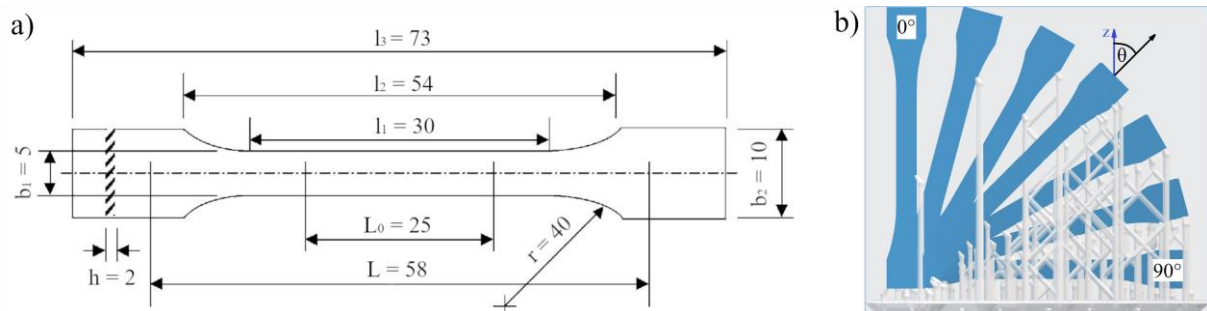 a)
l₃ = 73
l₂ = 54
l₁ = 30
b₁ = 5
b₂ = 10
L₀ = 25
r = 40
h = 2
L = 58
b)
0°
z
θ
90°